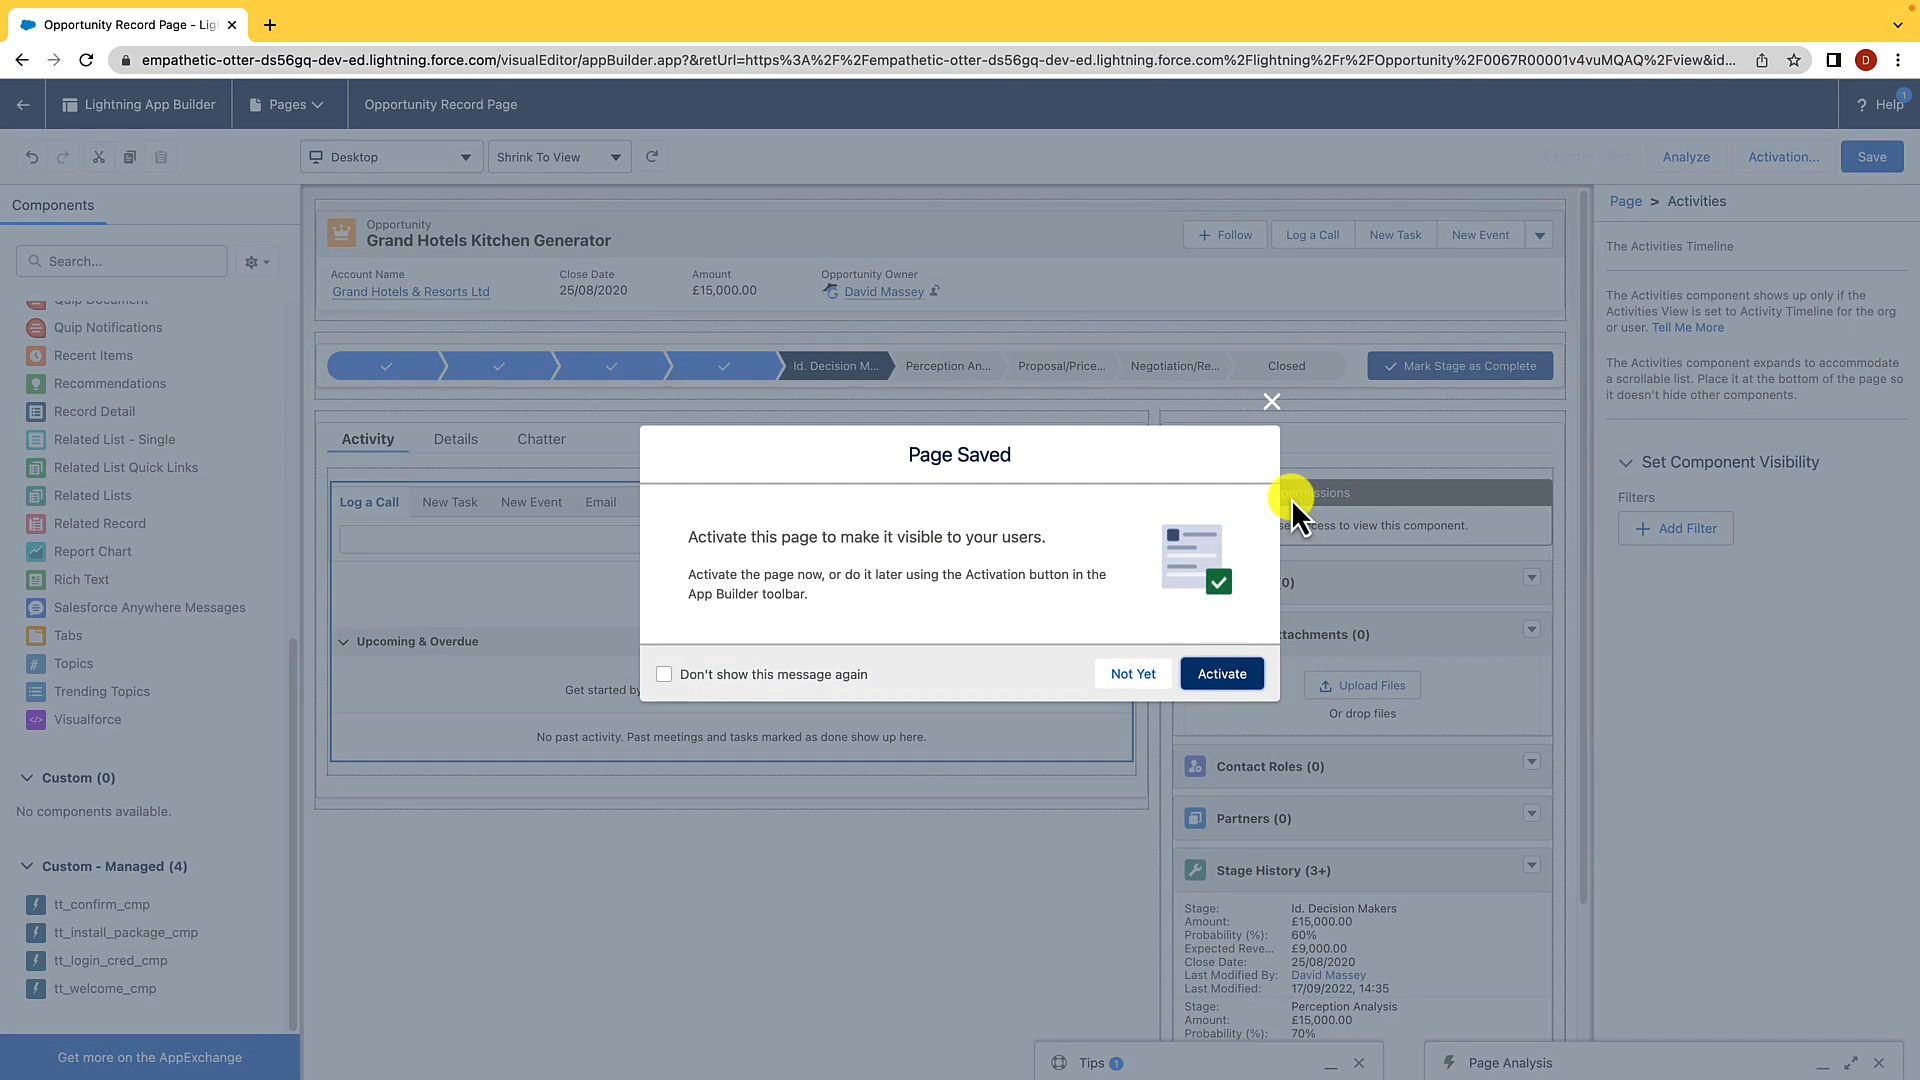 Opportunity Record Page - Lig
empathetic-otter-ds56gq-dev-ed.lightning.force.com/visualEditor/appBuilder.app?&retUrl=https%3A%2F%2Fempathetic-otter-ds56gq-dev-ed.lightning.force.com%2Flightning%2Fr%2FOpportunity%2F0067R00001v4vuMQAQ%2Fview&id...
D
Lightning App Builder
Pages
Opportunity Record Page
? Help
1
Desktop
Shrink To View
Analyze
Activation...
Save
Components
Search...
Quip Document
Quip Notifications
Recent Items
Recommendations
Record Detail
Related List - Single
Related List Quick Links
Related Lists
Related Record
Report Chart
Rich Text
Salesforce Anywhere Messages
Tabs
Topics
Trending Topics
Visualforce
Custom (0)
No components available.
Custom - Managed (4)
tt_confirm_cmp
tt_install_package_cmp
tt_login_cred_cmp
tt_welcome_cmp
Get more on the AppExchange
Opportunity
Grand Hotels Kitchen Generator
Follow
Log a Call
New Task
New Event
Account Name
Grand Hotels & Resorts Ltd
Close Date
25/08/2020
Amount
£15,000.00
Opportunity Owner
David Massey
Id. Decision M...
Perception An...
Proposal/Price...
Negotiation/Re...
Closed
Mark Stage as Complete
Activity
Details
Chatter
Log a Call
New Task
New Event
Email
Upcoming & Overdue
Get started by
No past activity. Past meetings and tasks marked as done show up here.
Page Saved
Activate this page to make it visible to your users.
Activate the page now, or do it later using the Activation button in the
App Builder toolbar.
Don't show this message again
Not Yet
Activate
permissions
to view this component.
0)
ttachments (0)
Upload Files
Or drop files
Contact Roles (0)
Partners (0)
Stage History (3+)
Stage: Id. Decision Makers
Amount: £15,000.00
Probability (%): 60%
Expected Reve... £9,000.00
Close Date: 25/08/2020
Last Modified By: David Massey
Last Modified: 17/09/2022, 14:35
Stage: Perception Analysis
Amount: £15,000.00
Probability (%): 70%
Tips 1
Page Analysis
Page > Activities
The Activities Timeline
The Activities component shows up only if the
Activities View is set to Activity Timeline for the org
or user. Tell Me More
The Activities component expands to accommodate
a scrollable list. Place it at the bottom of the page so
it doesn't hide other components.
Set Component Visibility
Filters
Add Filter